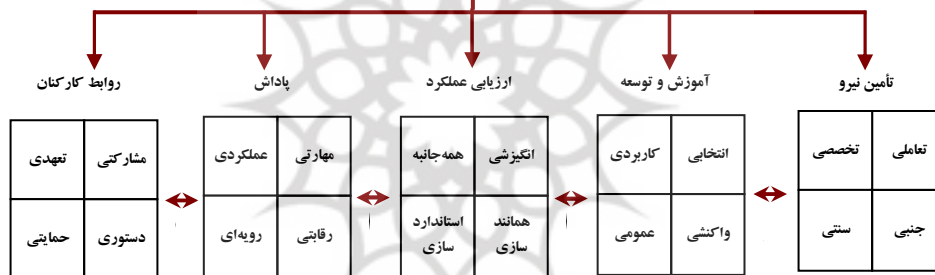 تأمین نیرو
آموزش و توسعه
ارزیابی عملکرد
پاداش
روابط کارکنان
تعاملی
تخصصی
جنبی
سنتی
انتخابی
کاربردی
واکنشی
عمومی
انگیزشی
همه‌جانبه
همانند
سازی
استاندارد
سازی
مهارتی
عملکردی
رقابتی
رویه‌ای
مشارکتی
تعهدی
دستوری
حمایتی